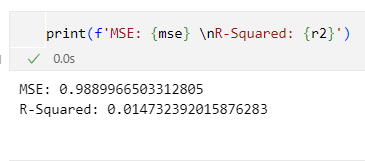 print(f'MSE: {mse} \nR-Squared: {r2}')
0.0s
MSE: 0.9889966503312805
R-Squared: 0.014732392015876283